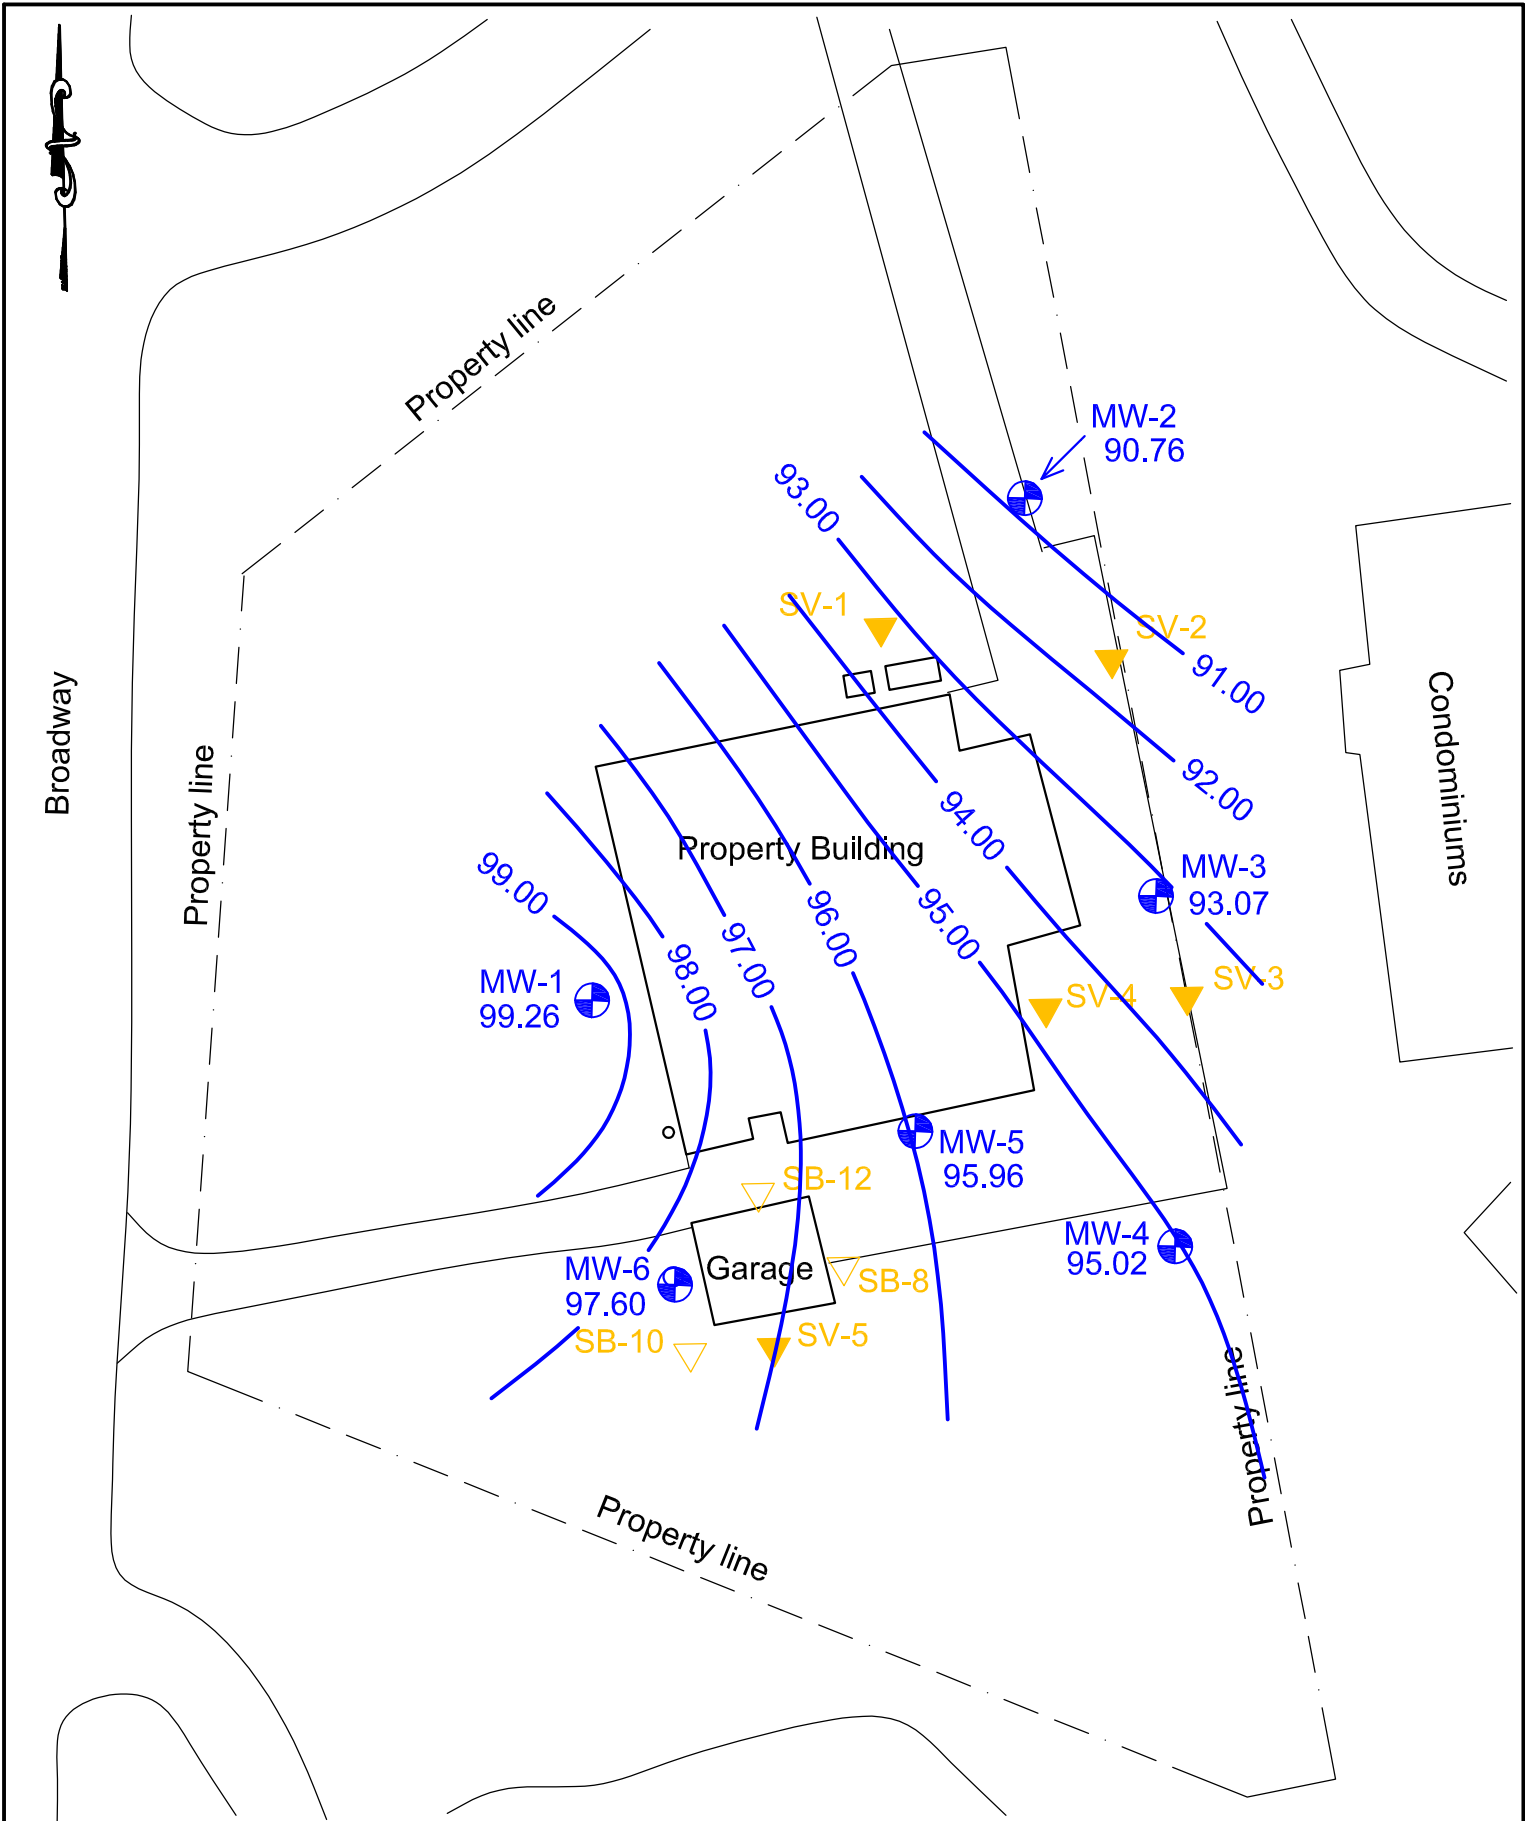 Property line
MW-2
90.76
93.00
SV-1
SV-2
91.00
Broadway
Property line
Condominiums
92.00
94.00
Property Building
99.00
96.00
95.00
MW-3
93.07
97.00
98.00
MW-1
99.26
SV-4
SV-3
MW-5
95.96
SB-12
MW-4
95.02
MW-6
97.60
Garage
SB-8
SB-10
SV-5
Property line
Property line